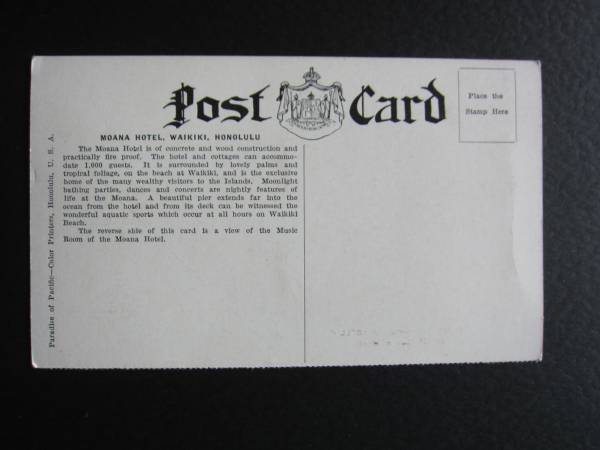 Post Card
Place the
Stamp Here
MOANA HOTEL, WAIKIKI, HONOLULU
The Moana Hotel is of concrete and wood construction and
practically fire proof. The hotel and cottages can accommo-
date 1,000 guests. It is surrounded by lovely palms and
tropical foliage, on the beach at Waikiki, and is the exclusive
home of the many wealthy visitors to the Islands. Moonlight
bathing parties, dances and concerts are nightly features of
life at the Moana. A beautiful pier extends far into the
ocean from the hotel and from its deck can be witnessed the
wonderful aquatic sports which occur at all hours on Waikiki
Beach.
The reverse side of this card is a view of the Music
Room of the Moana Hotel.
Paradise of Pacific—Color Printers, Honolulu, U. S. A.